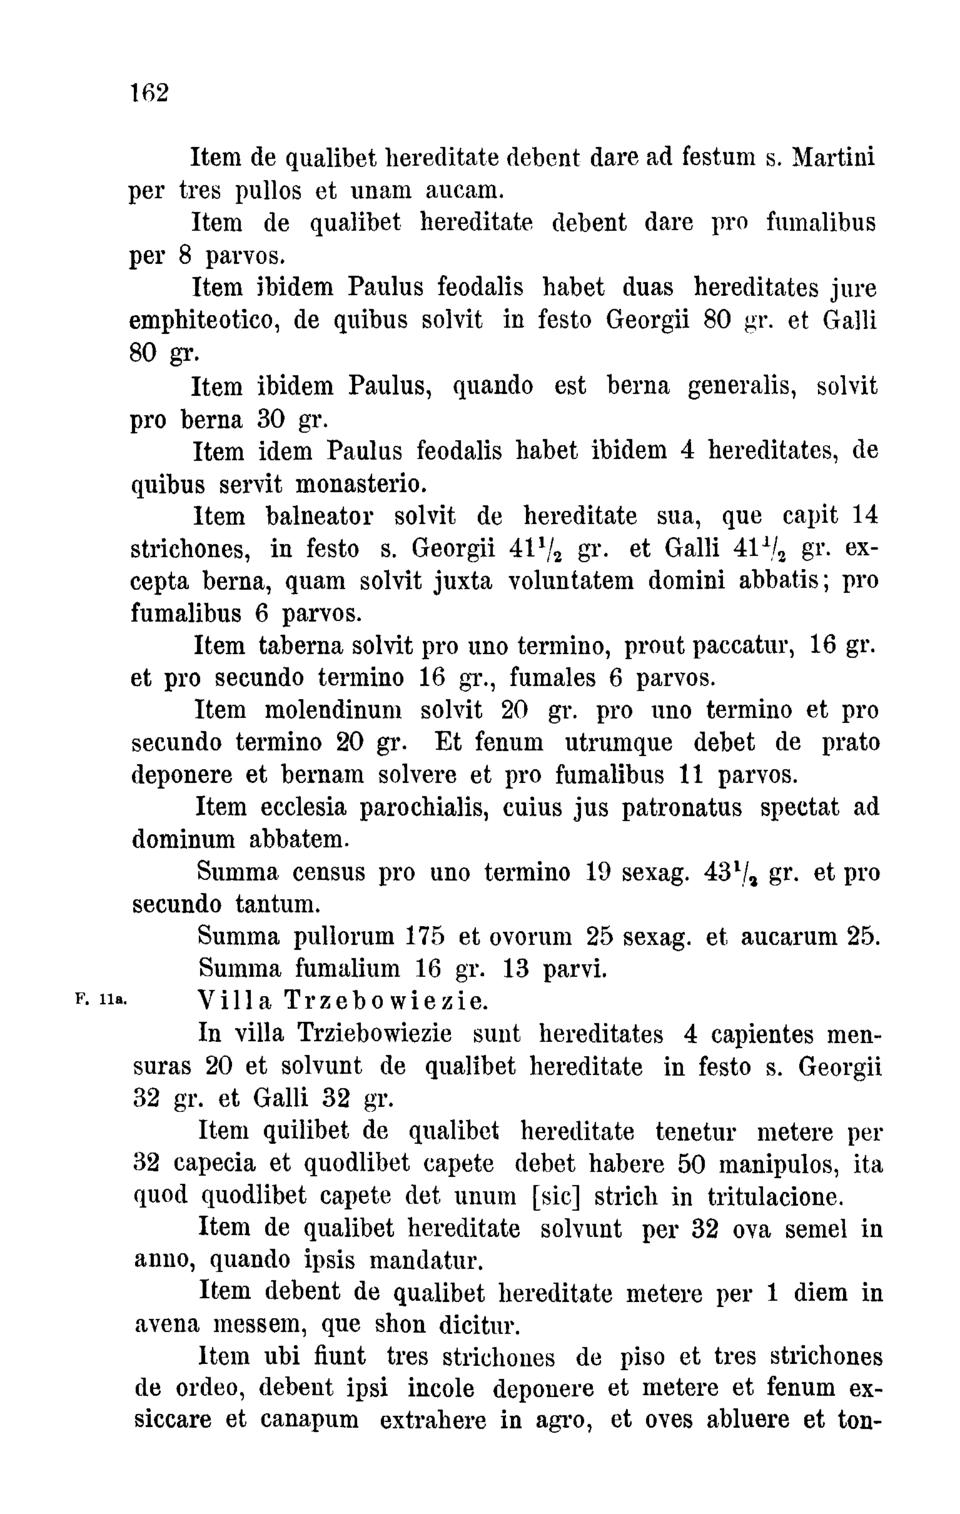 162
Item de qualibet hereditate debent dare ad festum s. Martini
per tres pullos et unam aucam.
Item de qualibet hereditate debent dare pro fumalibus
per 8 parvos.
Item ibidem Paulus feodalis habet duas hereditates jure
emphiteotico, de quibus solvit in festo Georgii 80 gr. et Galli
80 gr.
Item ibidem Paulus, quando est berna generalis, solvit
pro berna 30 gr.
Item idem Paulus feodalis habet ibidem 4 hereditates, de
quibus servit monasterio.
Item balneator solvit de hereditate sua, que capit 14
strichones, in festo s. Georgii 41 1/2 gr. et Galli 41 1/2 gr. ex-
cepta berna, quam solvit juxta voluntatem domini abbatis; pro
fumalibus 6 parvos.
Item taberna solvit pro uno termino, prout paccatur, 16 gr.
et pro secundo termino 16 gr., fumales 6 parvos.
Item molendinum solvit 20 gr. pro uno termino et pro
secundo termino 20 gr. Et fenum utrumque debet de prato
deponere et bernam solvere et pro fumalibus 11 parvos.
Item ecclesia parochialis, cuius jus patronatus spectat ad
dominum abbatem.
Summa census pro uno termino 19 sexag. 43 1/2 gr. et pro
secundo tantum.
Summa pullorum 175 et ovorum 25 sexag. et aucarum 25.
Summa fumalium 16 gr. 13 parvi.
F. 11a. Villa Trzebowiezie.
In villa Trziebowiezie sunt hereditates 4 capientes men-
suras 20 et solvunt de qualibet hereditate in festo s. Georgii
32 gr. et Galli 32 gr.
Item quilibet de qualibet hereditate tenetur metere per
32 capecia et quodlibet capete debet habere 50 manipulos, ita
quod quodlibet capete det unum [sic] strich in tritulacione.
Item de qualibet hereditate solvunt per 32 ova semel in
anno, quando ipsis mandatur.
Item debent de qualibet hereditate metere per 1 diem in
avena messem, que shon dicitur.
Item ubi fiunt tres strichones de piso et tres strichones
de ordeo, debent ipsi incole deponere et metere et fenum ex-
siccare et canapum extrahere in agro, et oves abluere et ton-